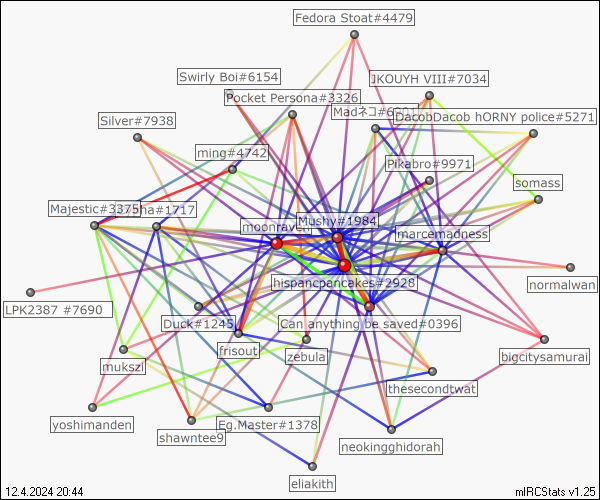 Fedora Stoat#4479
Swirly Boi#6154
JKOUYH VIII#7034
Pocket Persona#3326
Madネコ#6
DacobDacob hORNY police#5271
Silver#7938
ming#4742
Pikabro#9971
somass
Majestic#3375
ha#1717
moonraven
Mushy#1984
marcemadness
hispancpancakes#2928
normalwan
LPK2387 #7690
Duck#1245
Can anything be saved#0396
frisout
zebula
bigcitysamurai
mukszi
thesecondtwat
yoshimanden
shawntee9
Eg.Master#1378
neokingghidorah
eliakith
12.4.2024 20:44
mIRCStats v1.25